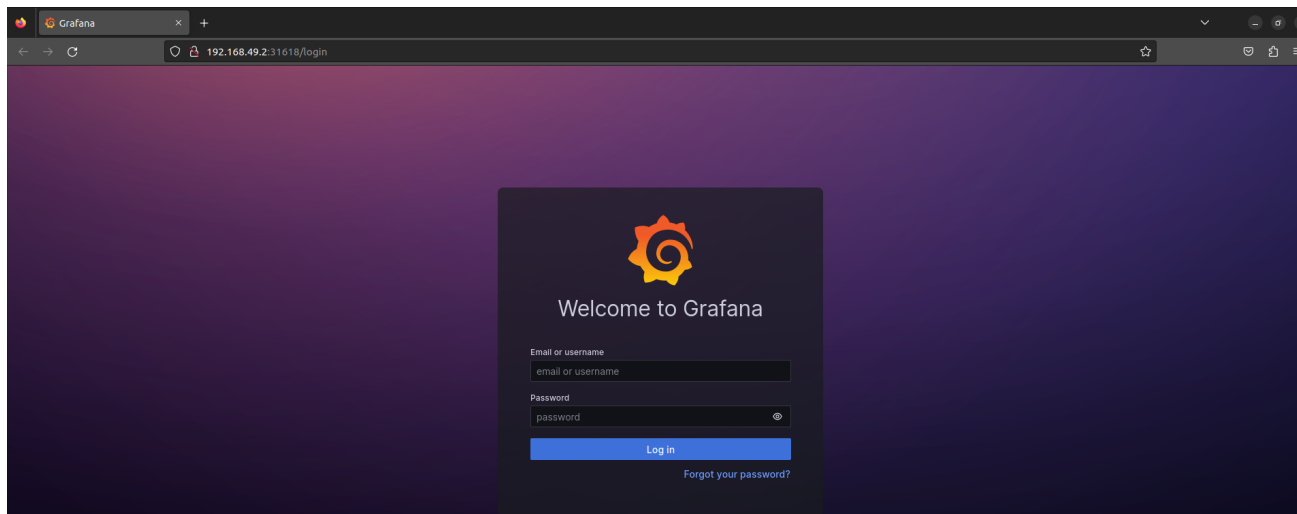 Grafana
192.168.49.2:31618/login
Welcome to Grafana
Email or username
email or username
Password
password
Log in
Forgot your password?